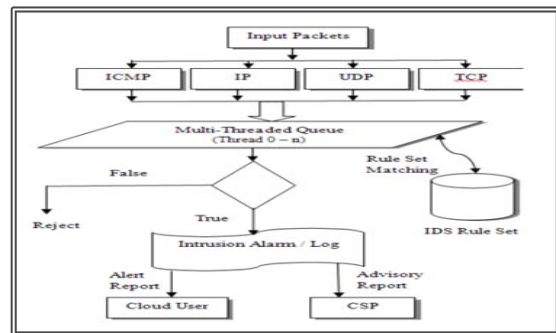 Input Packets
ICMP
IP
UDP
TCP
Multi-Threaded Queue
(Thread 0 – n)
Rule Set
Matching
False
True
Reject
IDS Rule Set
Intrusion Alarm / Log
Alert
Report
Advisory
Report
Cloud User
CSP